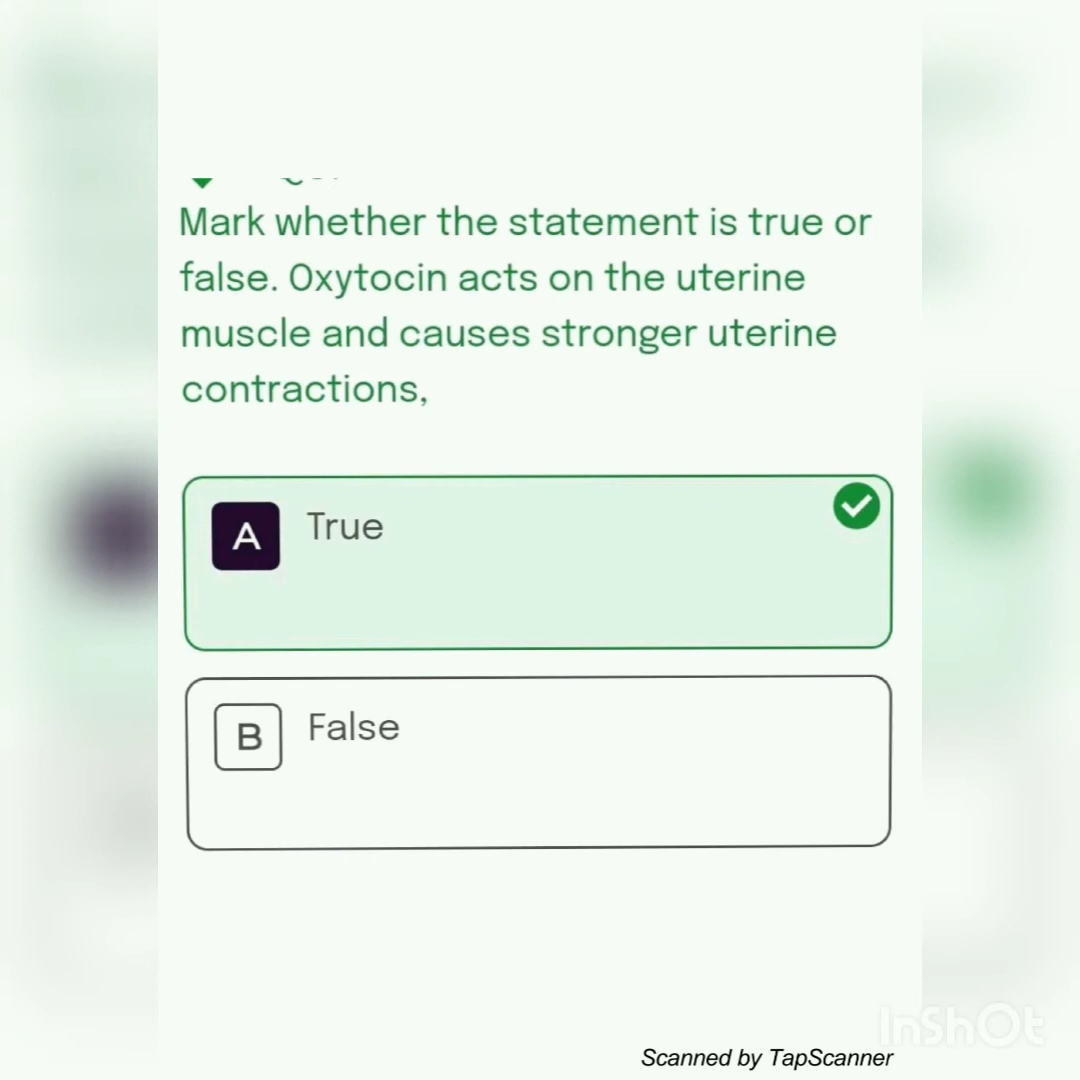 Mark whether the statement is true or
false. Oxytocin acts on the uterine
muscle and causes stronger uterine
contractions,
A True
B False
InShOt
Scanned by TapScanner